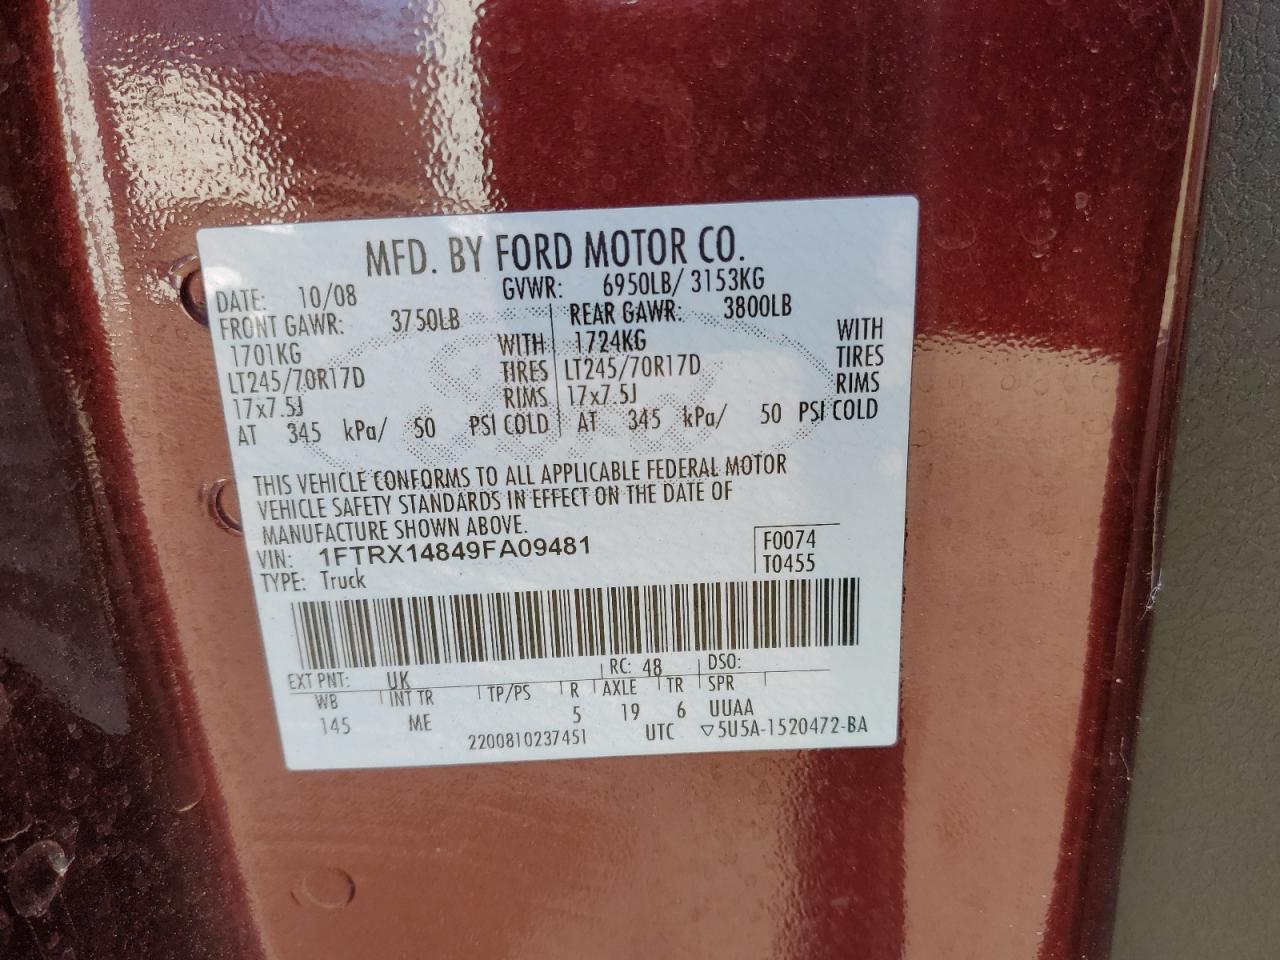 MFD. BY FORD MOTOR CO.
DATE: 10/08 GVWR: 6950LB/ 3153KG
FRONT GAWR: 3750LB REAR GAWR: 3800LB
1701KG WITH 1724KG WITH
LT245/70R17D TIRES LT245/70R17D TIRES
17x7.5J RIMS 17x7.5J RIMS
AT 345 kPa/ 50 PSI COLD AT 345 kPa/ 50 PSI COLD
THIS VEHICLE CONFORMS TO ALL APPLICABLE FEDERAL MOTOR
VEHICLE SAFETY STANDARDS IN EFFECT ON THE DATE OF
MANUFACTURE SHOWN ABOVE.
VIN: 1FTRX14849FA09481 F0074
TYPE: Truck T0455
EXT PNT: UK RC: 48 DSO:
WB INT TR TP/PS R AXLE TR SPR
145 ME 5 19 6 UUAA
2200810237451 UTC ▽5U5A-1520472-BA